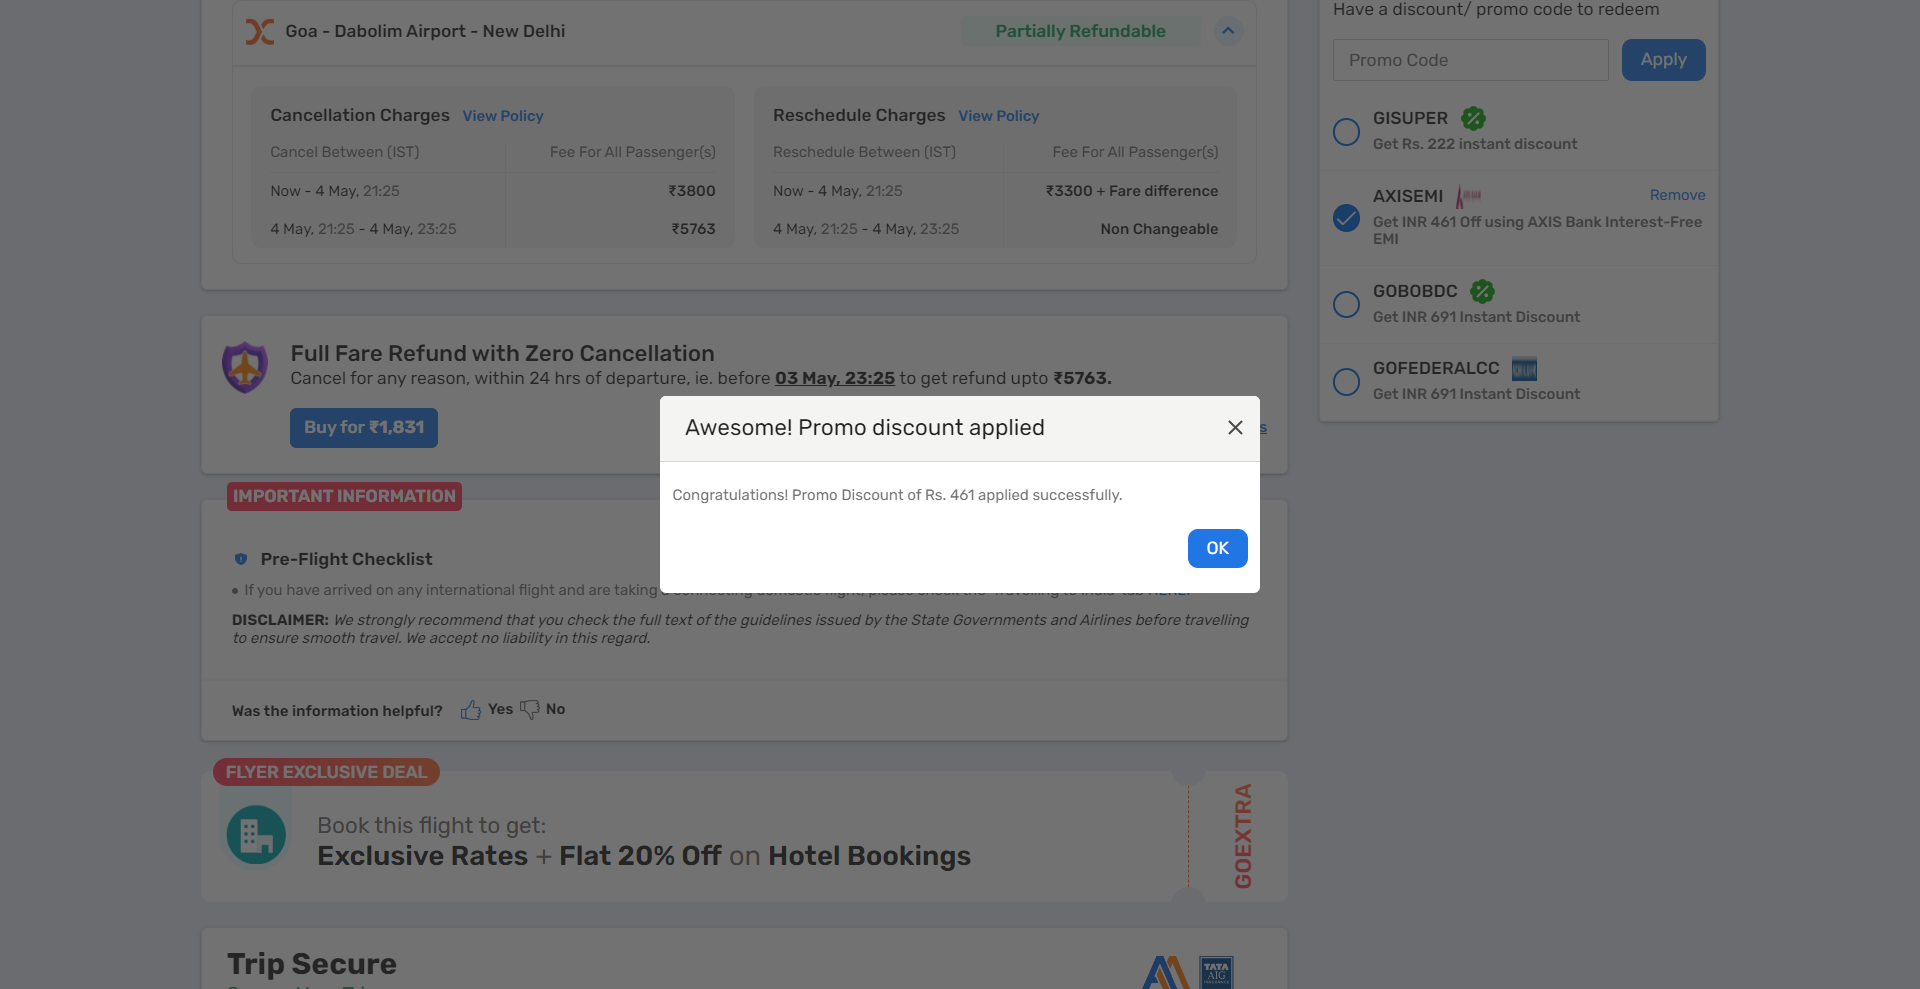 Goa - Dabolim Airport - New Delhi
Partially Refundable
Cancellation Charges View Policy
Cancel Between (IST) Fee For All Passenger(s)
Now - 4 May, 21:25 ₹3800
4 May, 21:25 - 4 May, 23:25 ₹5763
Reschedule Charges View Policy
Reschedule Between (IST) Fee For All Passenger(s)
Now - 4 May, 21:25 ₹3300 + Fare difference
4 May, 21:25 - 4 May, 23:25 Non Changeable
Full Fare Refund with Zero Cancellation
Cancel for any reason, within 24 hrs of departure, ie. before 03 May, 23:25 to get refund upto ₹5763.
Buy for ₹1,831
Awesome! Promo discount applied
Congratulations! Promo Discount of Rs. 461 applied successfully.
OK
IMPORTANT INFORMATION
Pre-Flight Checklist
• If you have arrived on any international flight and are taking
DISCLAIMER: We strongly recommend that you check the full text of the guidelines issued by the State Governments and Airlines before travelling
to ensure smooth travel. We accept no liability in this regard.
Was the information helpful? Yes No
FLYER EXCLUSIVE DEAL
Book this flight to get:
Exclusive Rates + Flat 20% Off on Hotel Bookings
GOEXTRA
Trip Secure
TATA
AIG
Have a discount/ promo code to redeem
Promo Code
Apply
GISUPER
Get Rs. 222 instant discount
AXISEMI
Remove
Get INR 461 Off using AXIS Bank Interest-Free
EMI
GOBOBDC
Get INR 691 Instant Discount
GOFEDERALCC
Get INR 691 Instant Discount